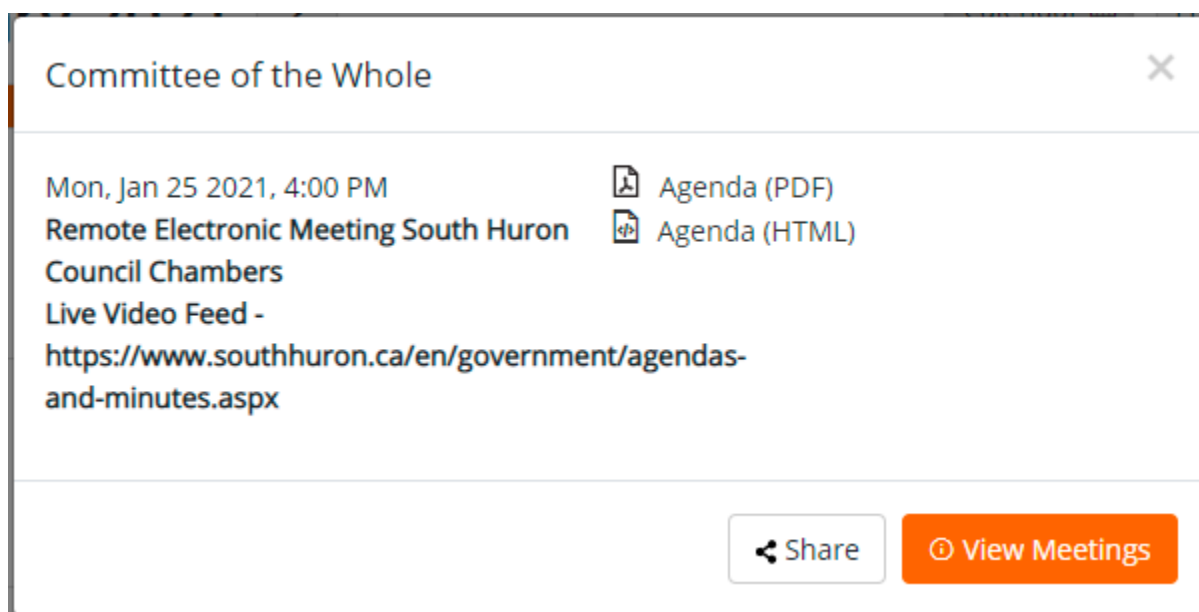 Committee of the Whole
Mon, Jan 25 2021, 4:00 PM
Remote Electronic Meeting South Huron
Council Chambers
Live Video Feed -
https://www.southhuron.ca/en/government/agendas-
and-minutes.aspx
Agenda (PDF)
Agenda (HTML)
Share
View Meetings